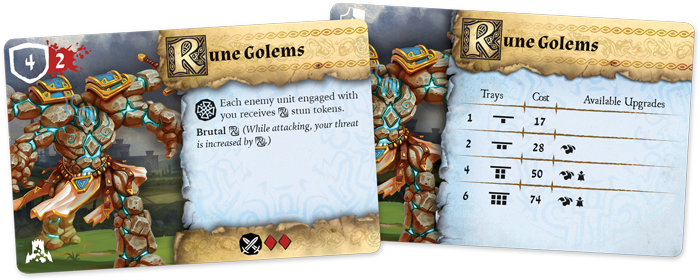 4 2
Rune Golems
Each enemy unit engaged with
you receives stun tokens.
Brutal (While attacking, your threat
is increased by .)
Rune Golems
Trays Cost Available Upgrades
1 17
2 28
4 50
6 74